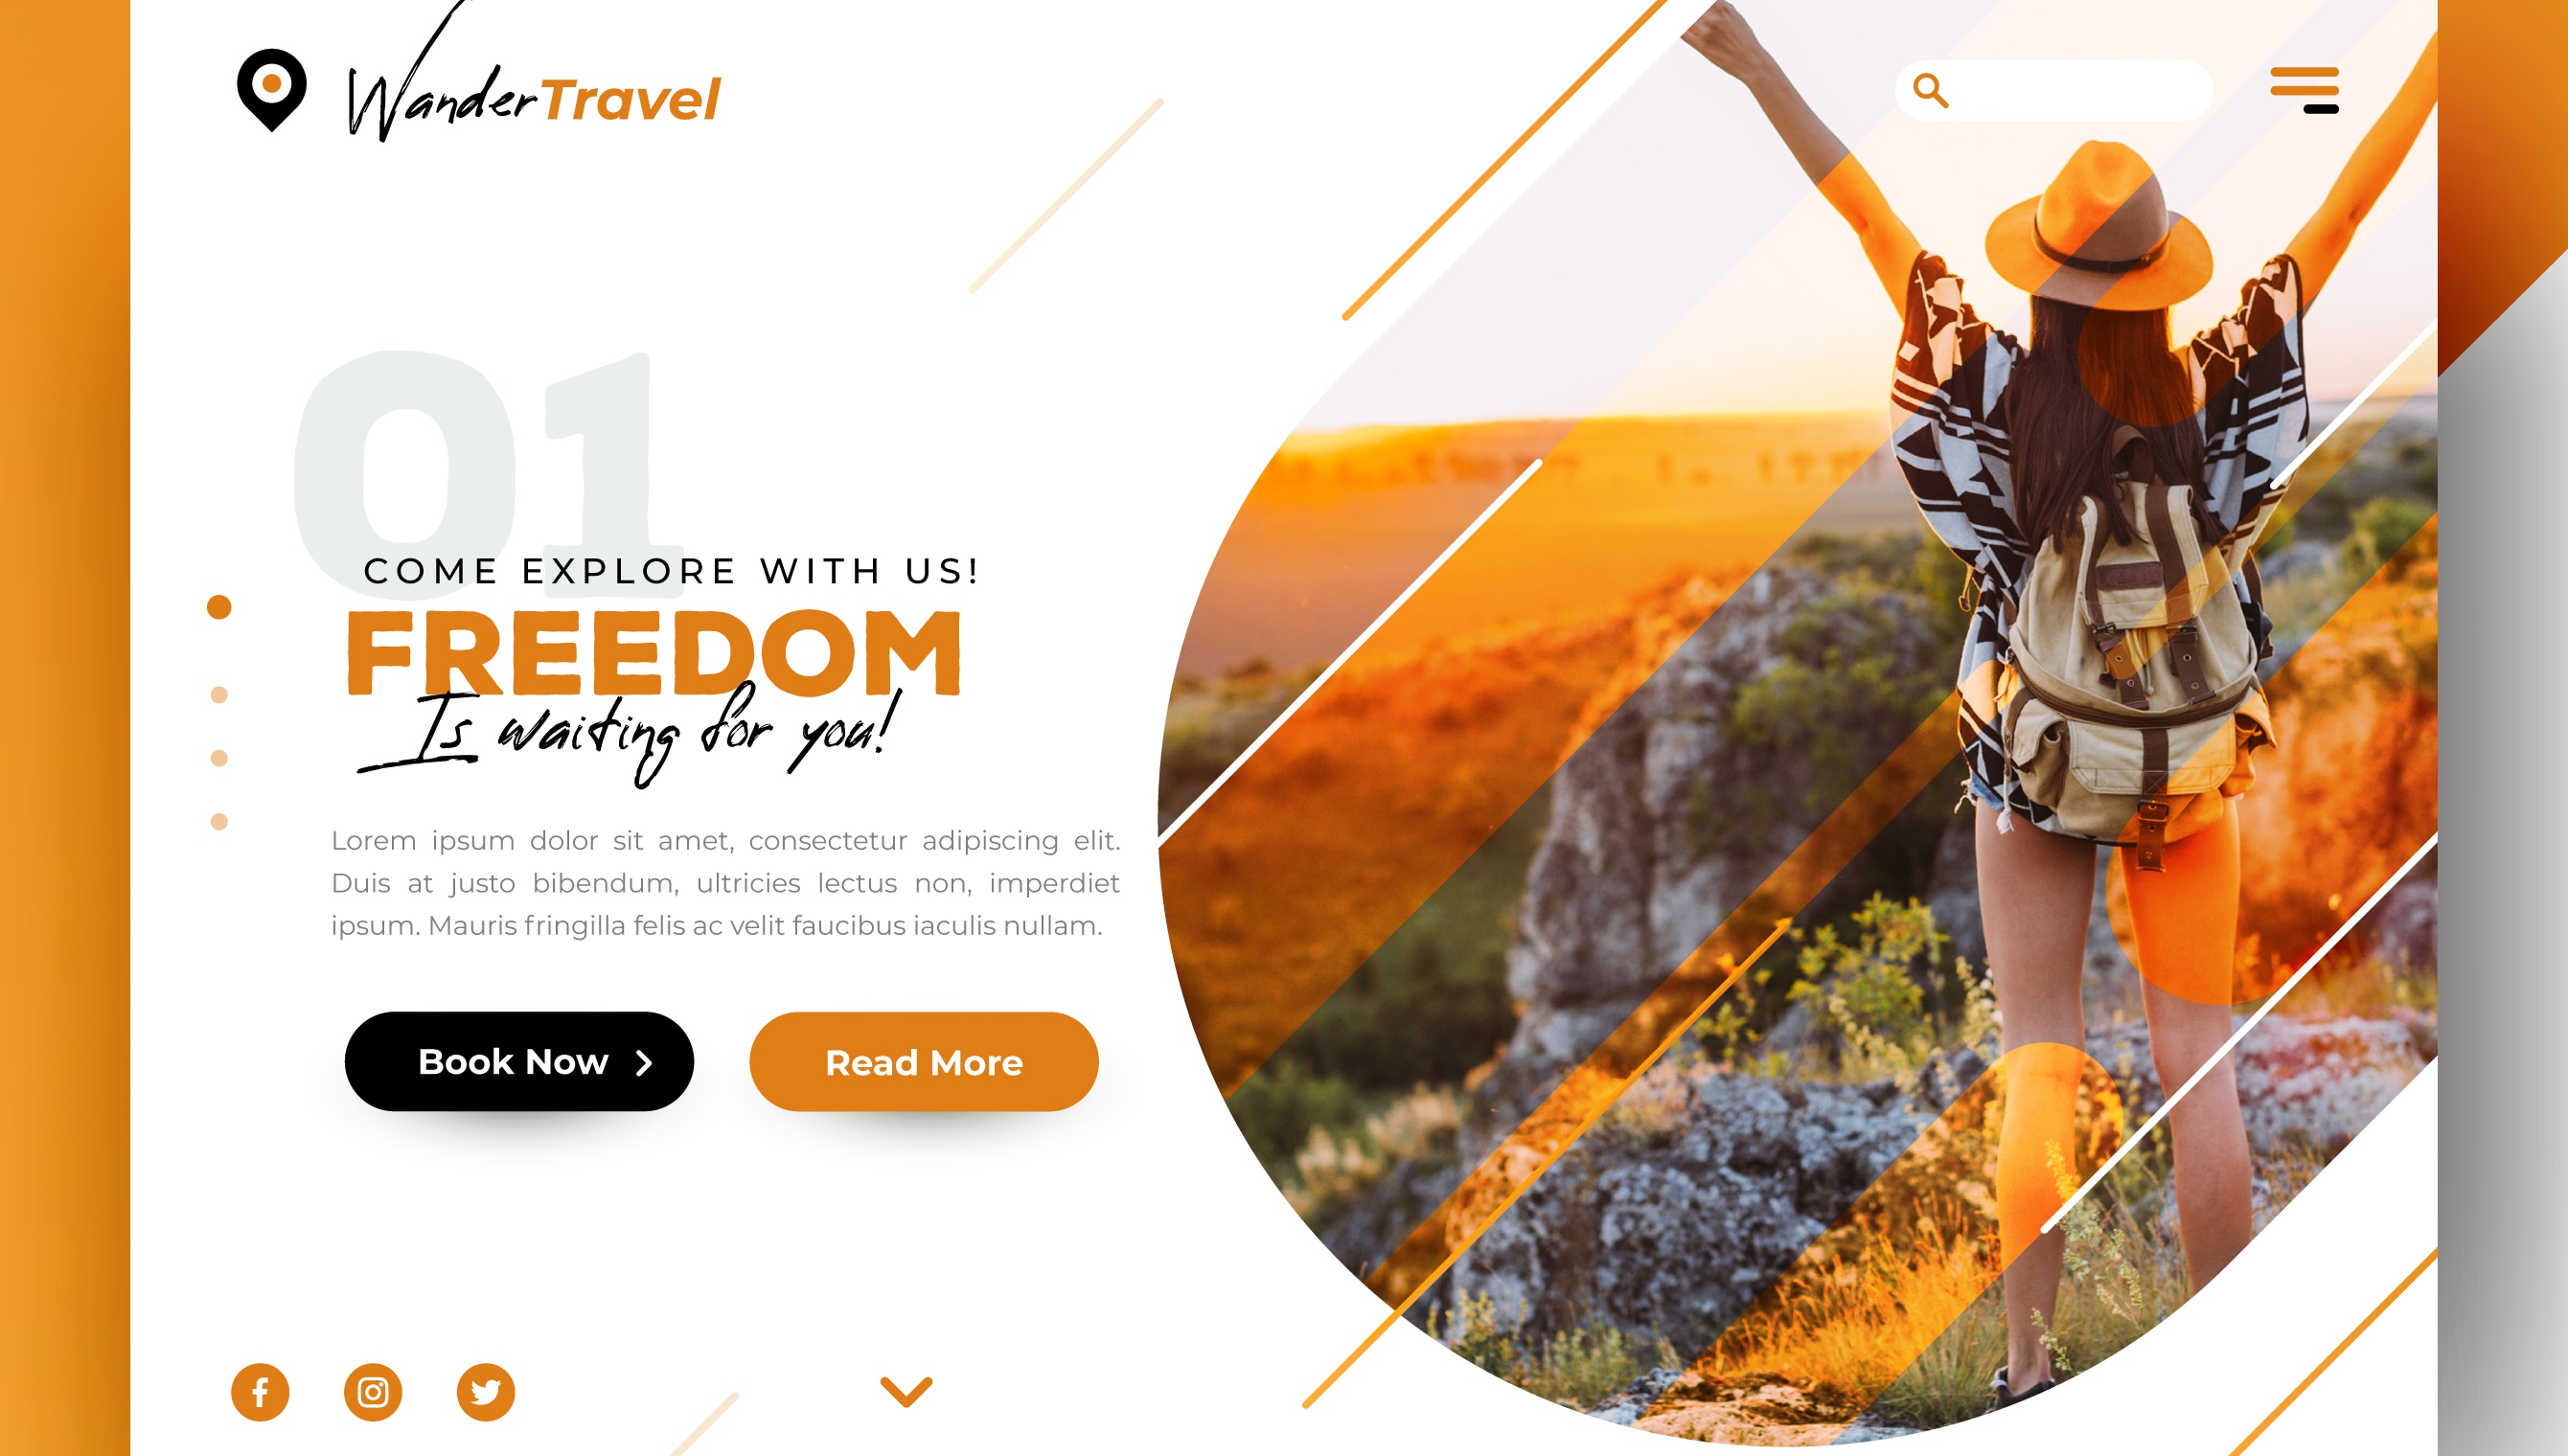 WanderTravel
01
COME EXPLORE WITH US!
FREEDOM
Is waiting for you!
Lorem ipsum dolor sit amet, consectetur adipiscing elit.
Duis at justo bibendum, ultricies lectus non, imperdiet
ipsum. Mauris fringilla felis ac velit faucibus iaculis nullam.
Book Now
Read More